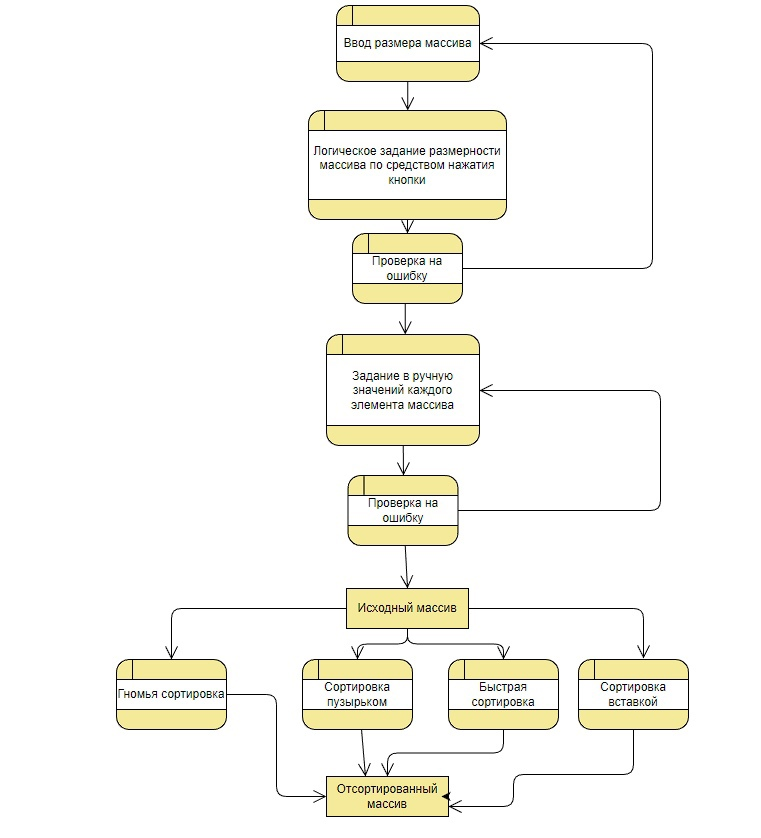 Ввод размера массива
Логическое задание размерности
массива по средством нажатия
кнопки
Проверка на
ошибку
Задание в ручную
значений каждого
элемента массива
Проверка на
ошибку
Исходный массив
Гномья сортировка
Сортировка
пузырьком
Быстрая
сортировка
Сортировка
вставкой
Отсортированный
массив